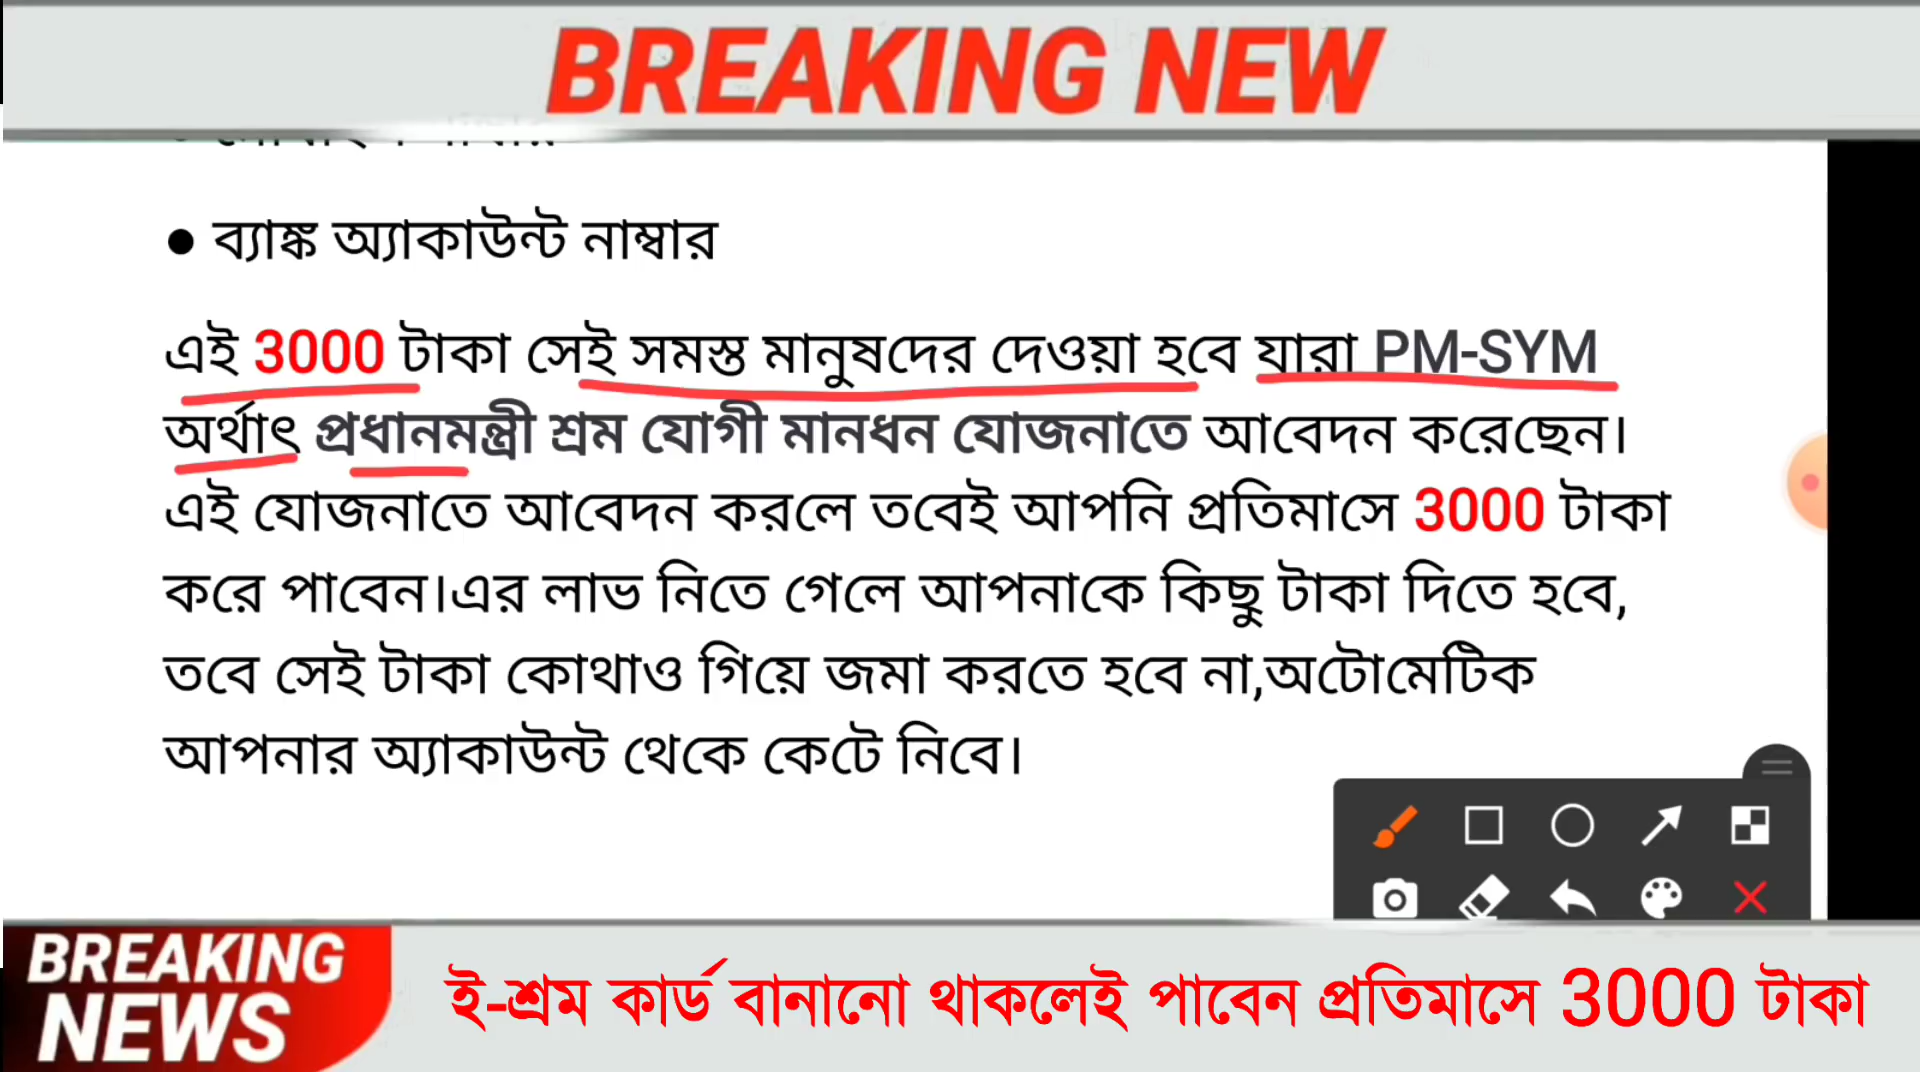 BREAKING NEW
● ব্যাঙ্ক অ্যাকাউন্ট নাম্বার
এই 3000 টাকা সেই সমস্ত মানুষদের দেওয়া হবে যারা PM-SYM
অর্থাৎ প্রধানমন্ত্রী শ্রম যোগী মানধন যোজনাতে আবেদন করেছেন।
এই যোজনাতে আবেদন করলে তবেই আপনি প্রতিমাসে 3000 টাকা
করে পাবেন।এর লাভ নিতে গেলে আপনাকে কিছু টাকা দিতে হবে,
তবে সেই টাকা কোথাও গিয়ে জমা করতে হবে না,অটোমেটিক
আপনার অ্যাকাউন্ট থেকে কেটে নিবে।
BREAKING
NEWS
ই-শ্রম কার্ড বানানো থাকলেই পাবেন প্রতিমাসে 3000 টাকা